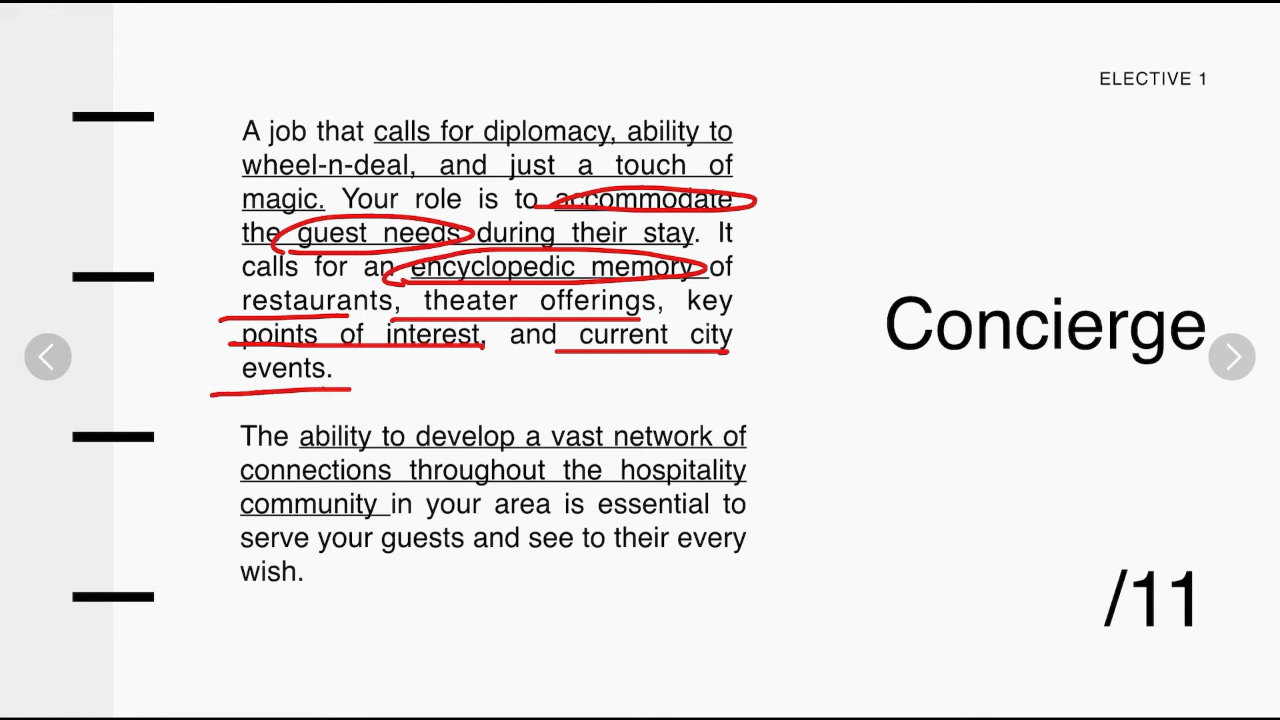 ELECTIVE 1
A job that calls for diplomacy, ability to
wheel-n-deal, and just a touch of
magic. Your role is to accommodate
the guest needs during their stay. It
calls for an encyclopedic memory of
restaurants, theater offerings, key
points of interest, and current city
events.
The ability to develop a vast network of
connections throughout the hospitality
community in your area is essential to
serve your guests and see to their every
wish.
Concierge
/11